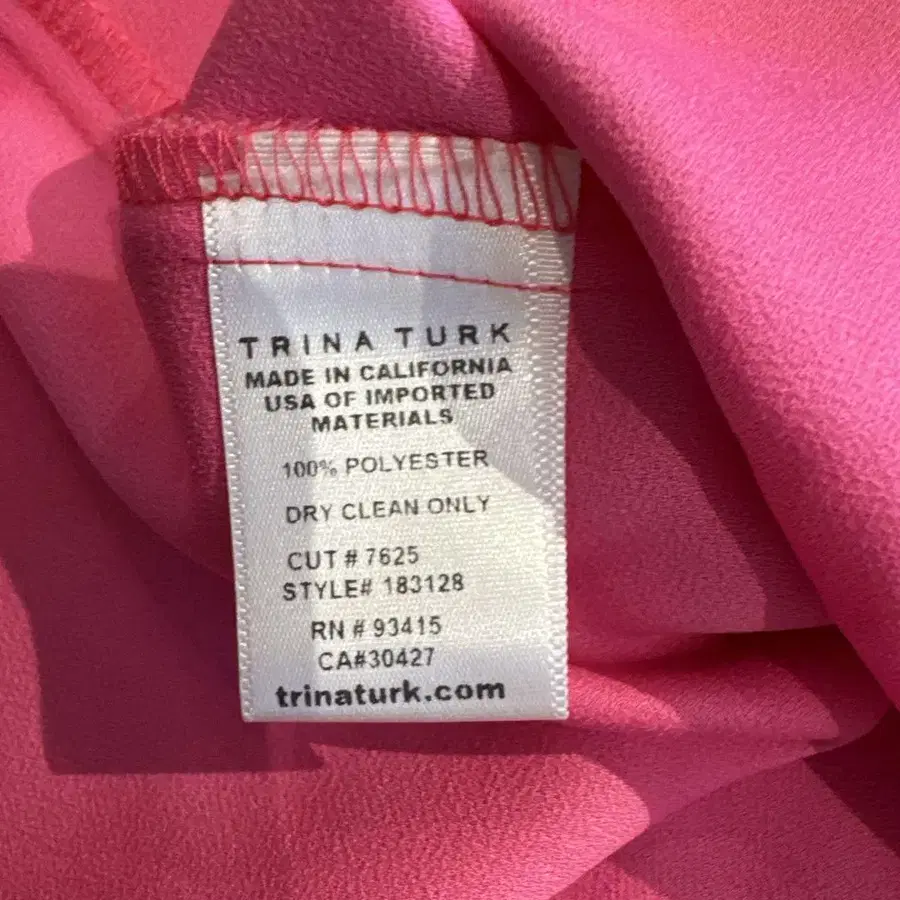 TRINA TURK
MADE IN CALIFORNIA
USA OF IMPORTED
MATERIALS
100% POLYESTER
DRY CLEAN ONLY
CUT # 7625
STYLE# 183128
RN # 93415
CA#30427
trinaturk.com